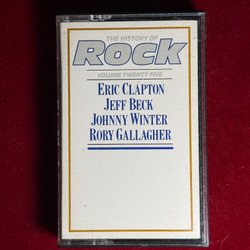 THE HISTORY OF
Rock
VOLUME TWENTY FIVE
ERIC CLAPTON
JEFF BECK
JOHNNY WINTER
RORY GALLAGHER